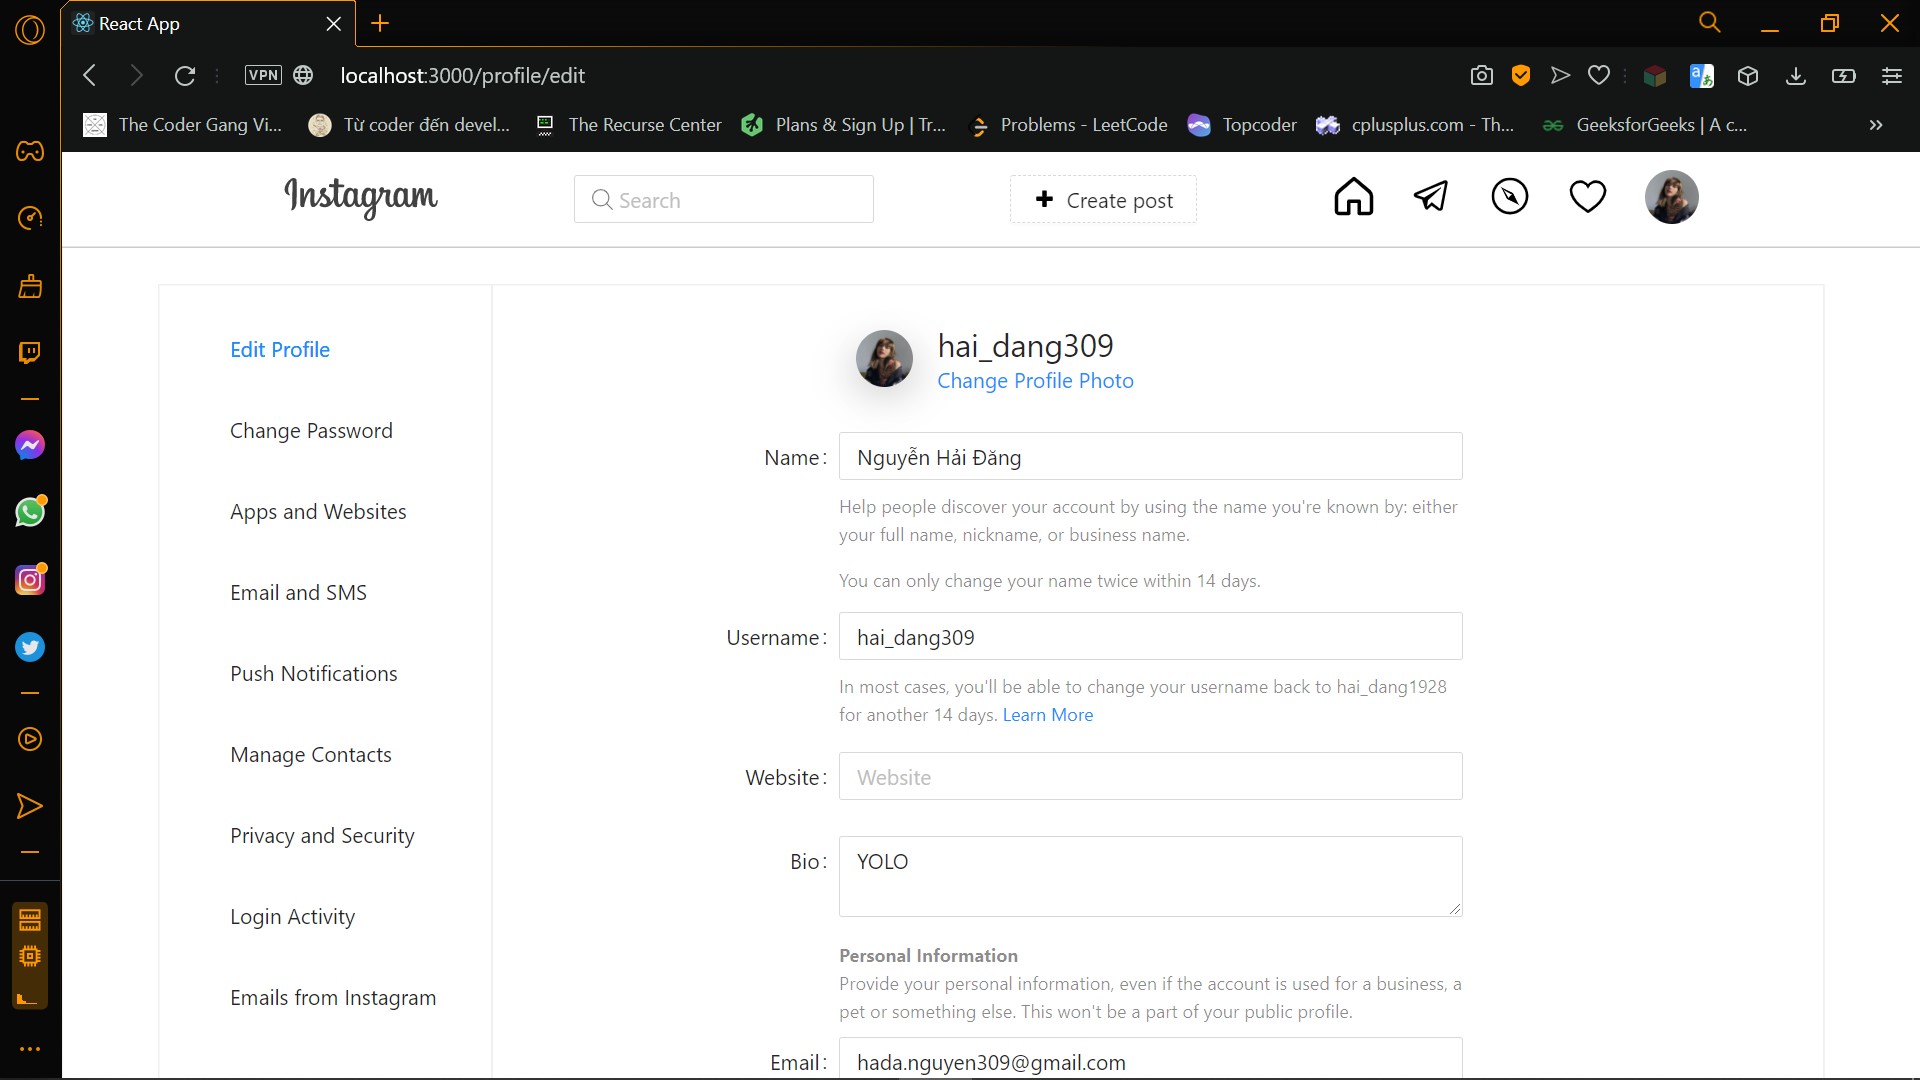 React App
VPN
localhost:3000/profile/edit
The Coder Gang Vi...
Từ coder đến devel...
The Recurse Center
Plans & Sign Up | Tr...
Problems - LeetCode
Topcoder
cplusplus.com - Th...
GeeksforGeeks | A c...
Instagram
Search
Create post
Edit Profile
Change Password
Apps and Websites
Email and SMS
Push Notifications
Manage Contacts
Privacy and Security
Login Activity
Emails from Instagram
hai_dang309
Change Profile Photo
Name: Nguyễn Hải Đăng
Help people discover your account by using the name you're known by: either
your full name, nickname, or business name.
You can only change your name twice within 14 days.
Username: hai_dang309
In most cases, you'll be able to change your username back to hai_dang1928
for another 14 days. Learn More
Website: Website
Bio: YOLO
Personal Information
Provide your personal information, even if the account is used for a business, a
pet or something else. This won't be a part of your public profile.
Email: hada.nguyen309@gmail.com